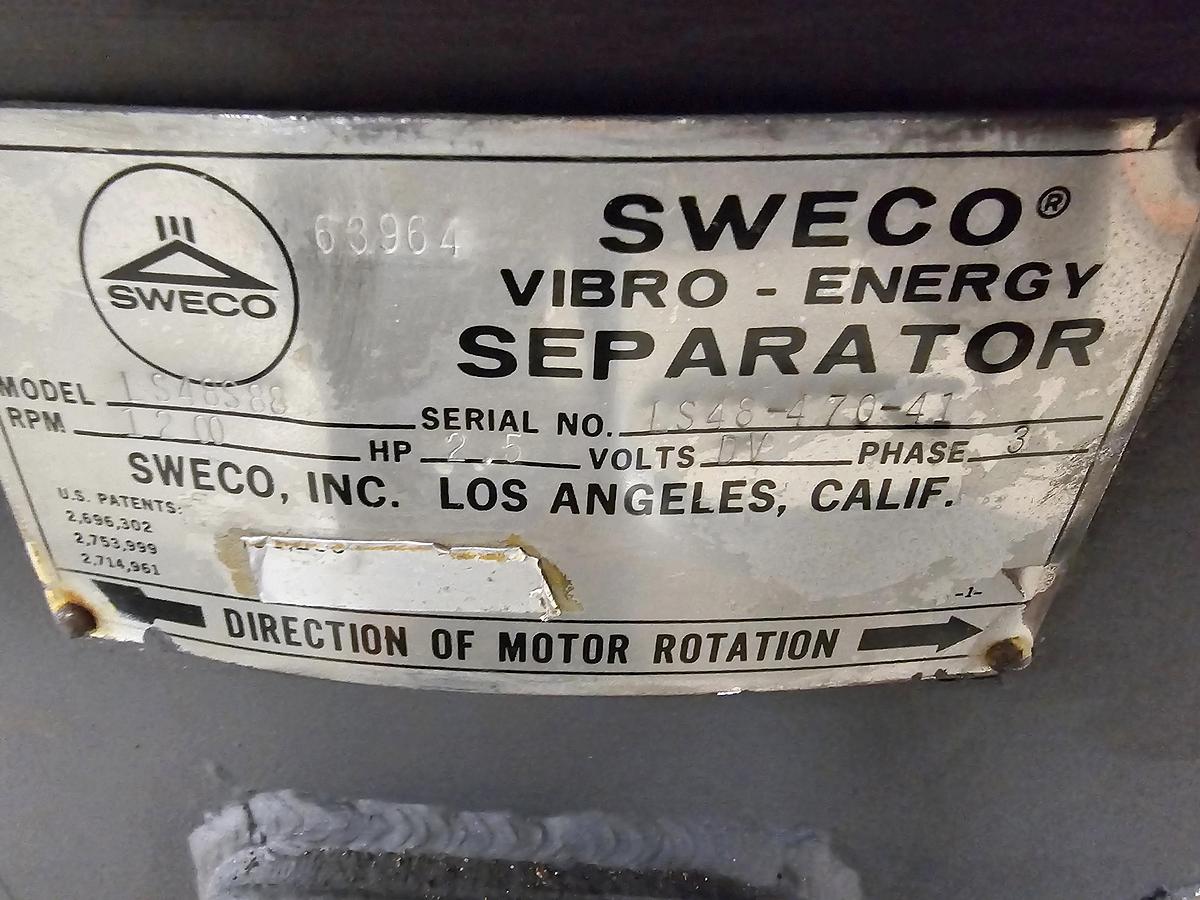 SWECO
63964
SWECO®
VIBRO - ENERGY
SEPARATOR
MODEL LS48S88 SERIAL NO. LS48-470-41
RPM 1200 HP 2.5 VOLTS DV PHASE 3
SWECO, INC. LOS ANGELES, CALIF.
U.S. PATENTS:
2,696,302
2,753,999
2,714,961
-1-
DIRECTION OF MOTOR ROTATION